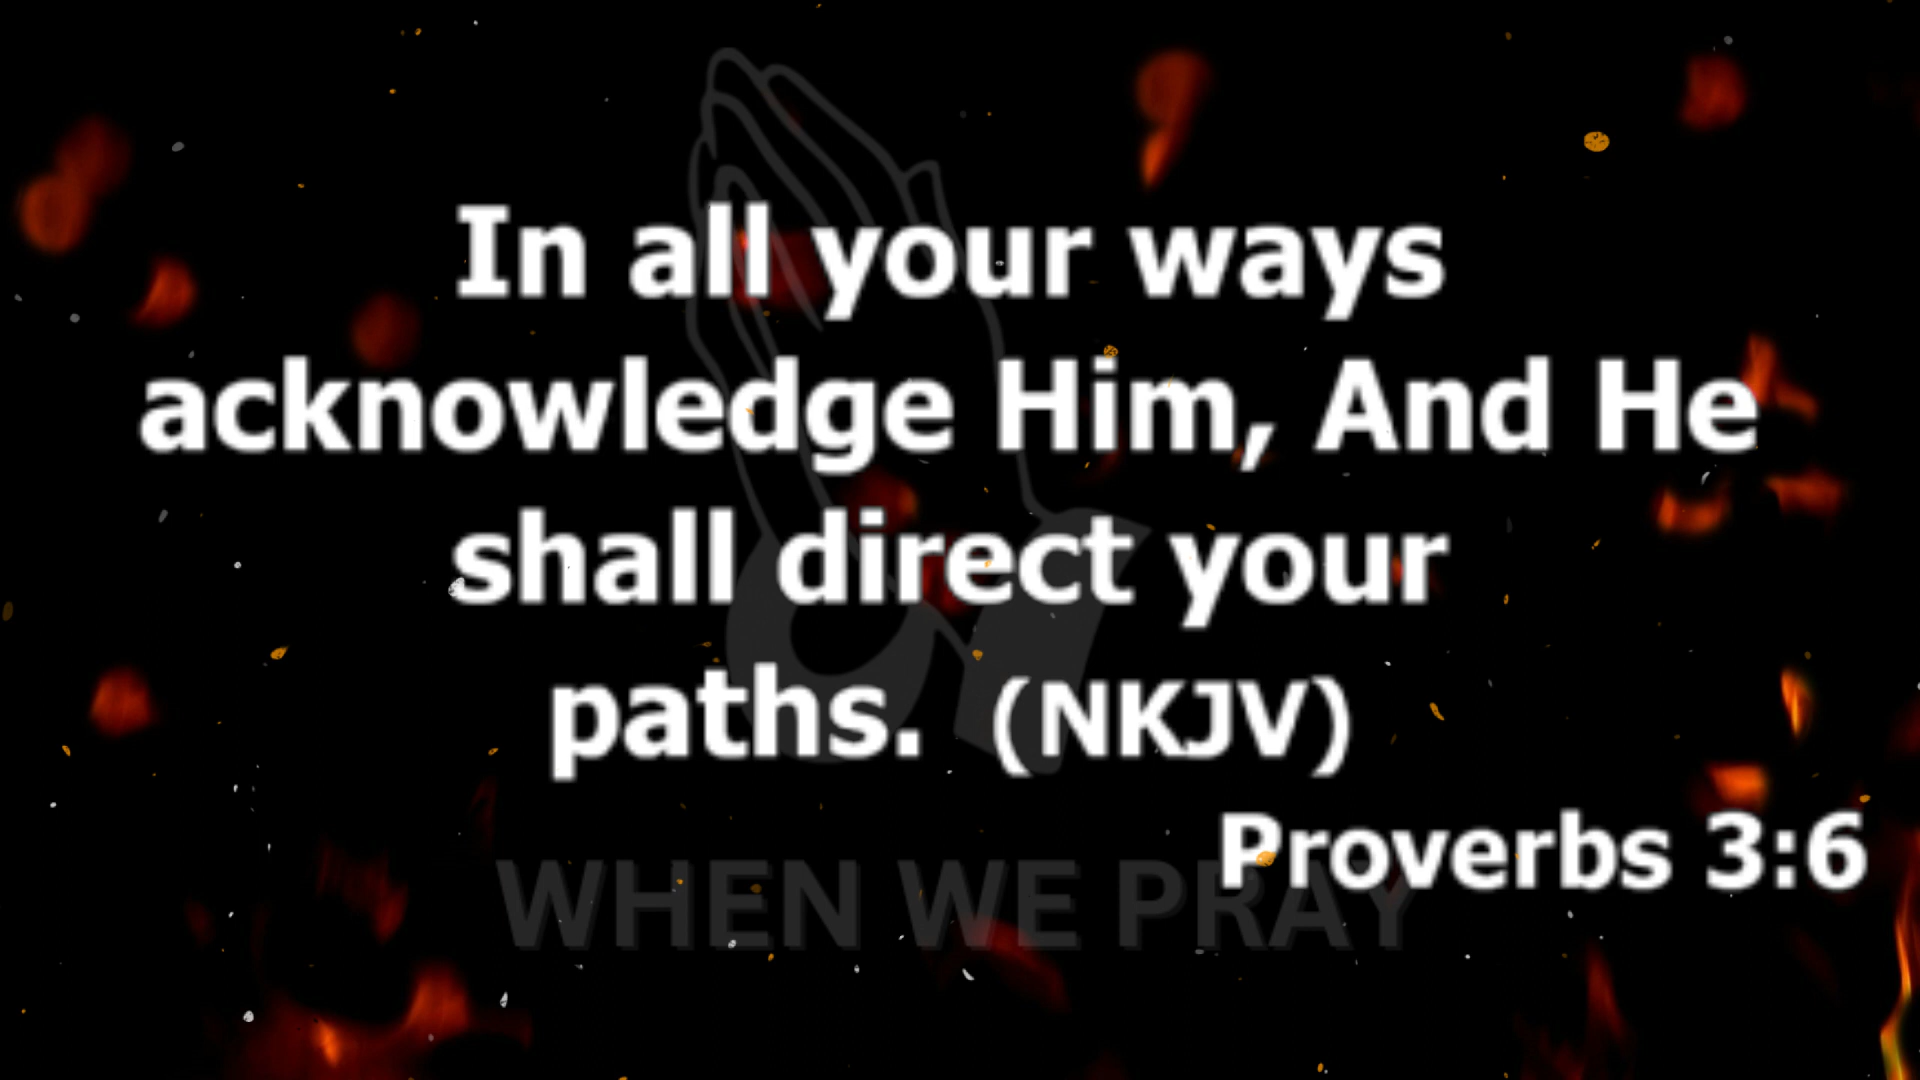 In all your ways
acknowledge Him, And He
shall direct your
paths. (NKJV)
Proverbs 3:6
WHEN WE PRAY